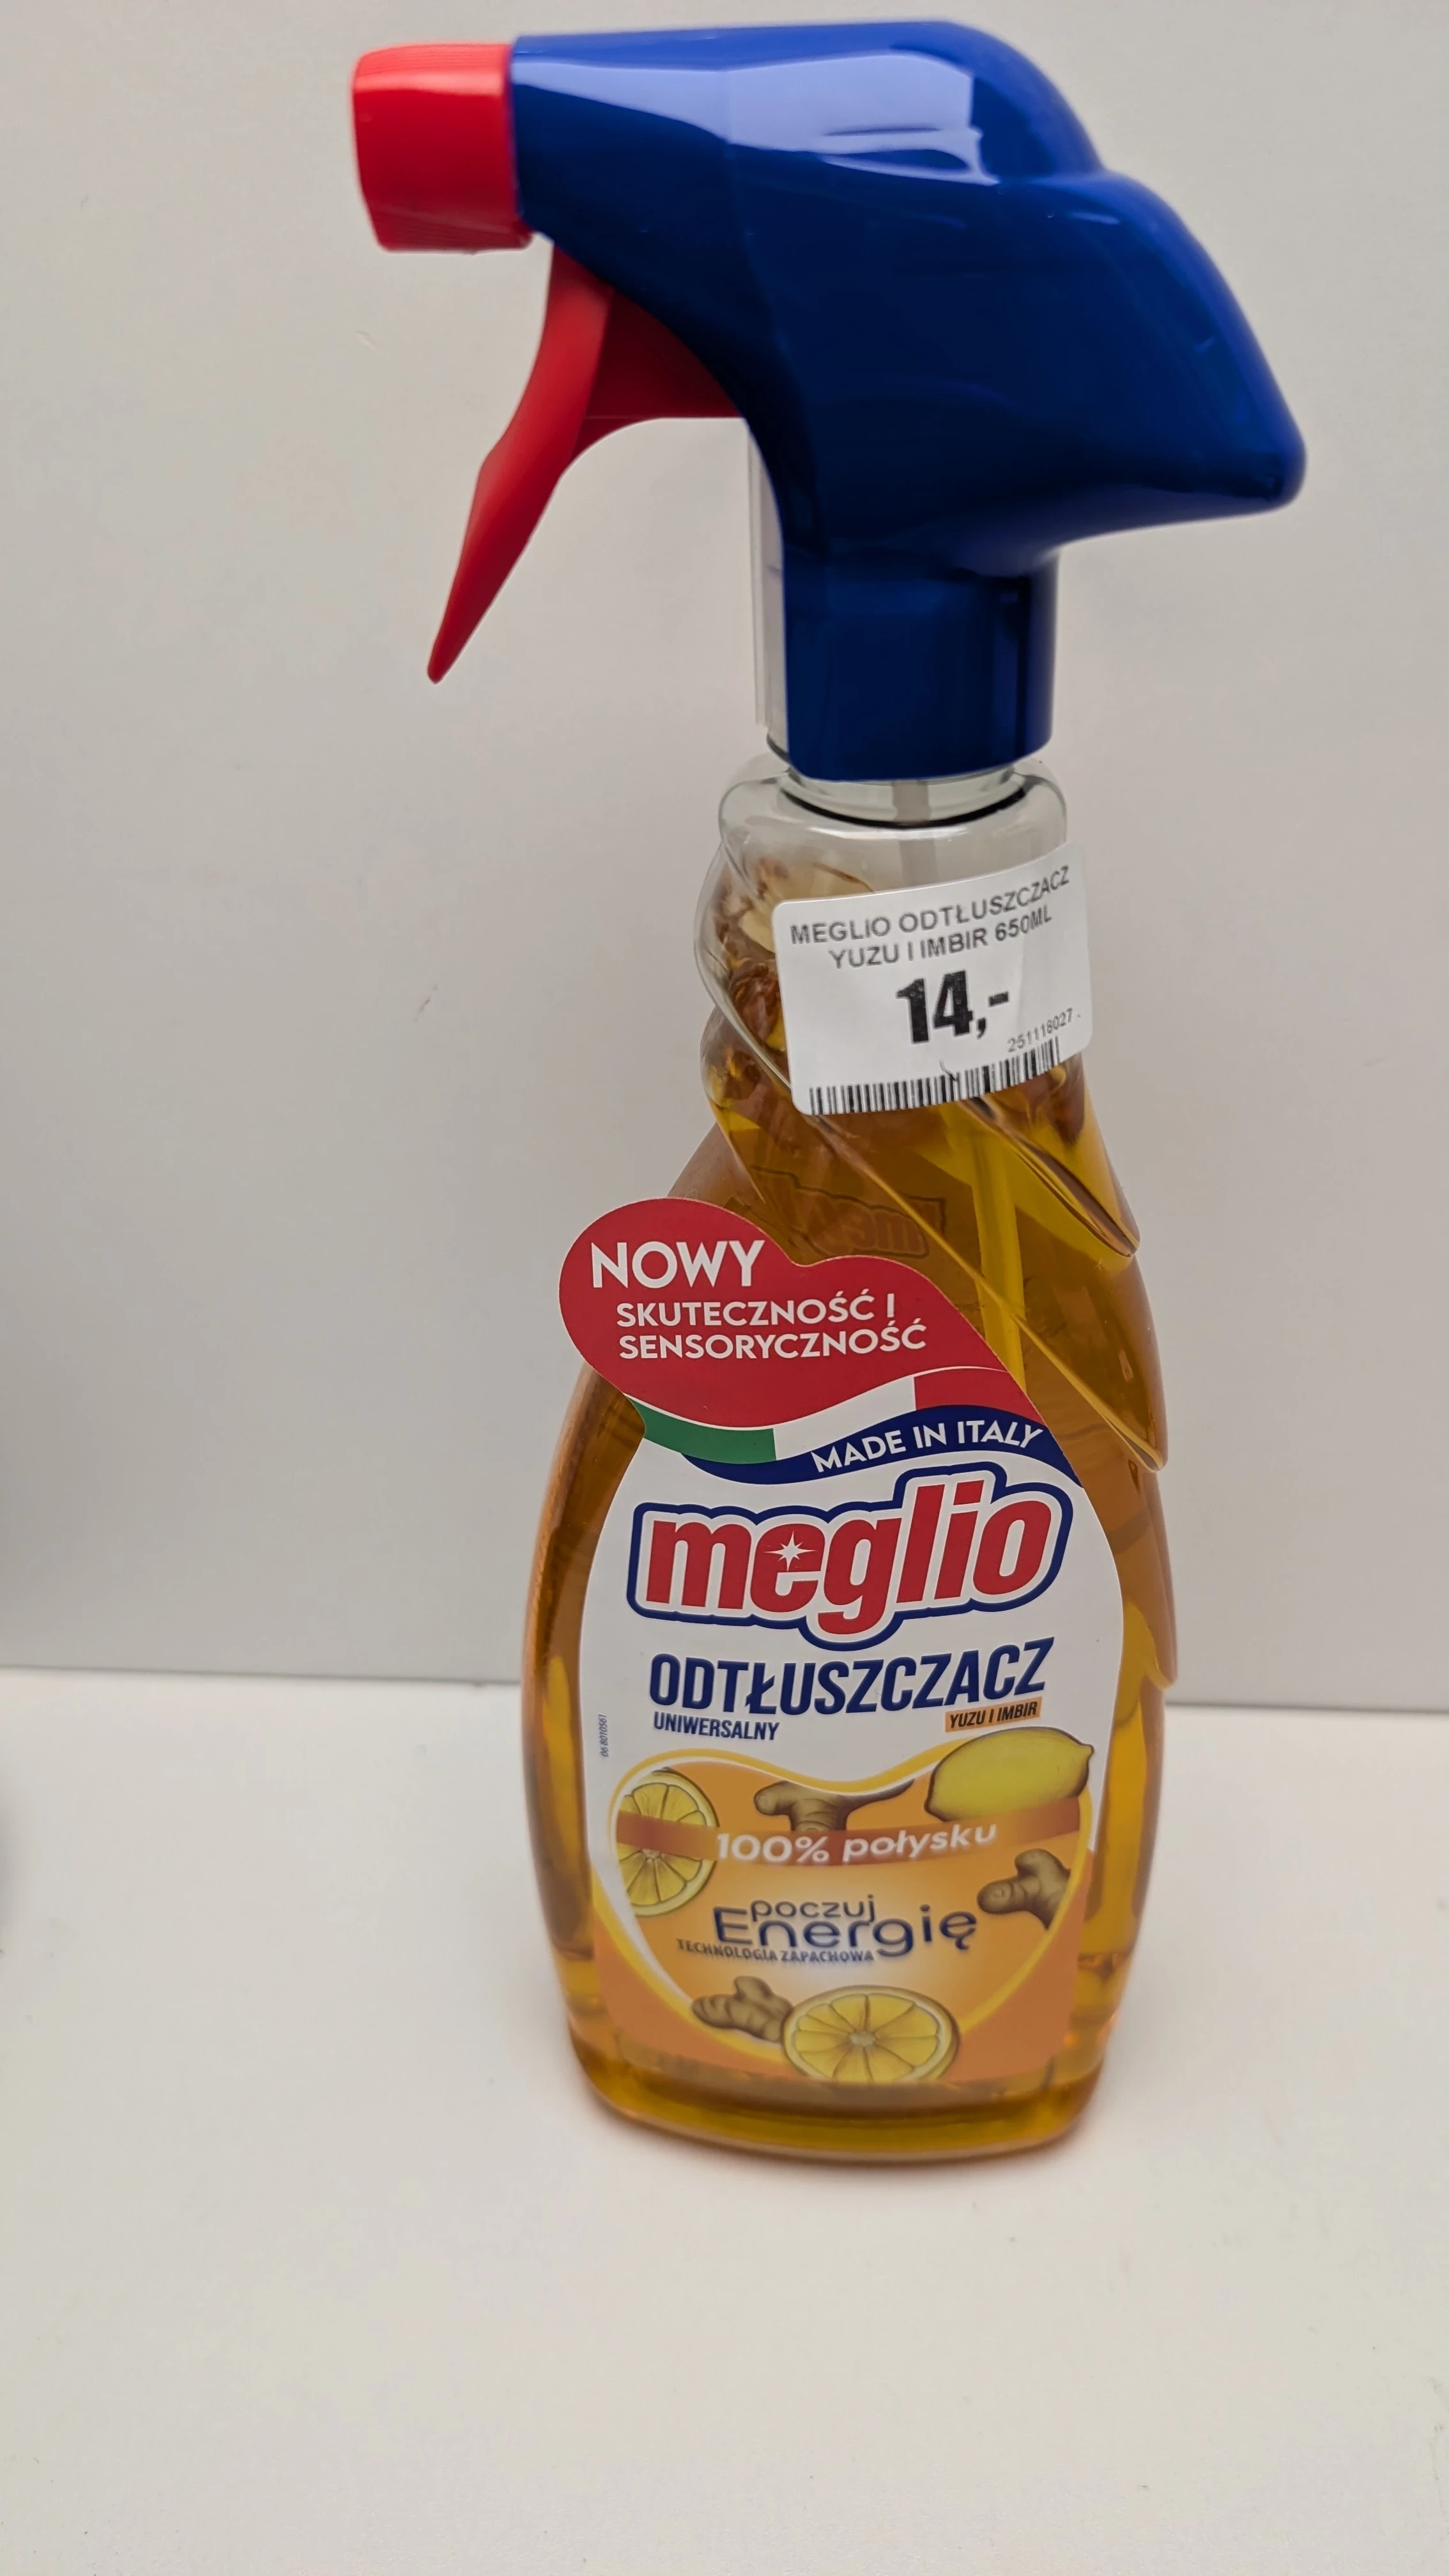 MEGLIO ODTŁUSZCZACZ
YUZU I IMBIR 650ML
14,-
251118027
NOWY
SKUTECZNOŚĆ I
SENSORYCZNOŚĆ
MADE IN ITALY
meglio
ODTŁUSZCZACZ
UNIWERSALNY
YUZU I IMBIR
100% połysku
poczuj
Energię
TECHNOLOGIA ZAPACHOWA